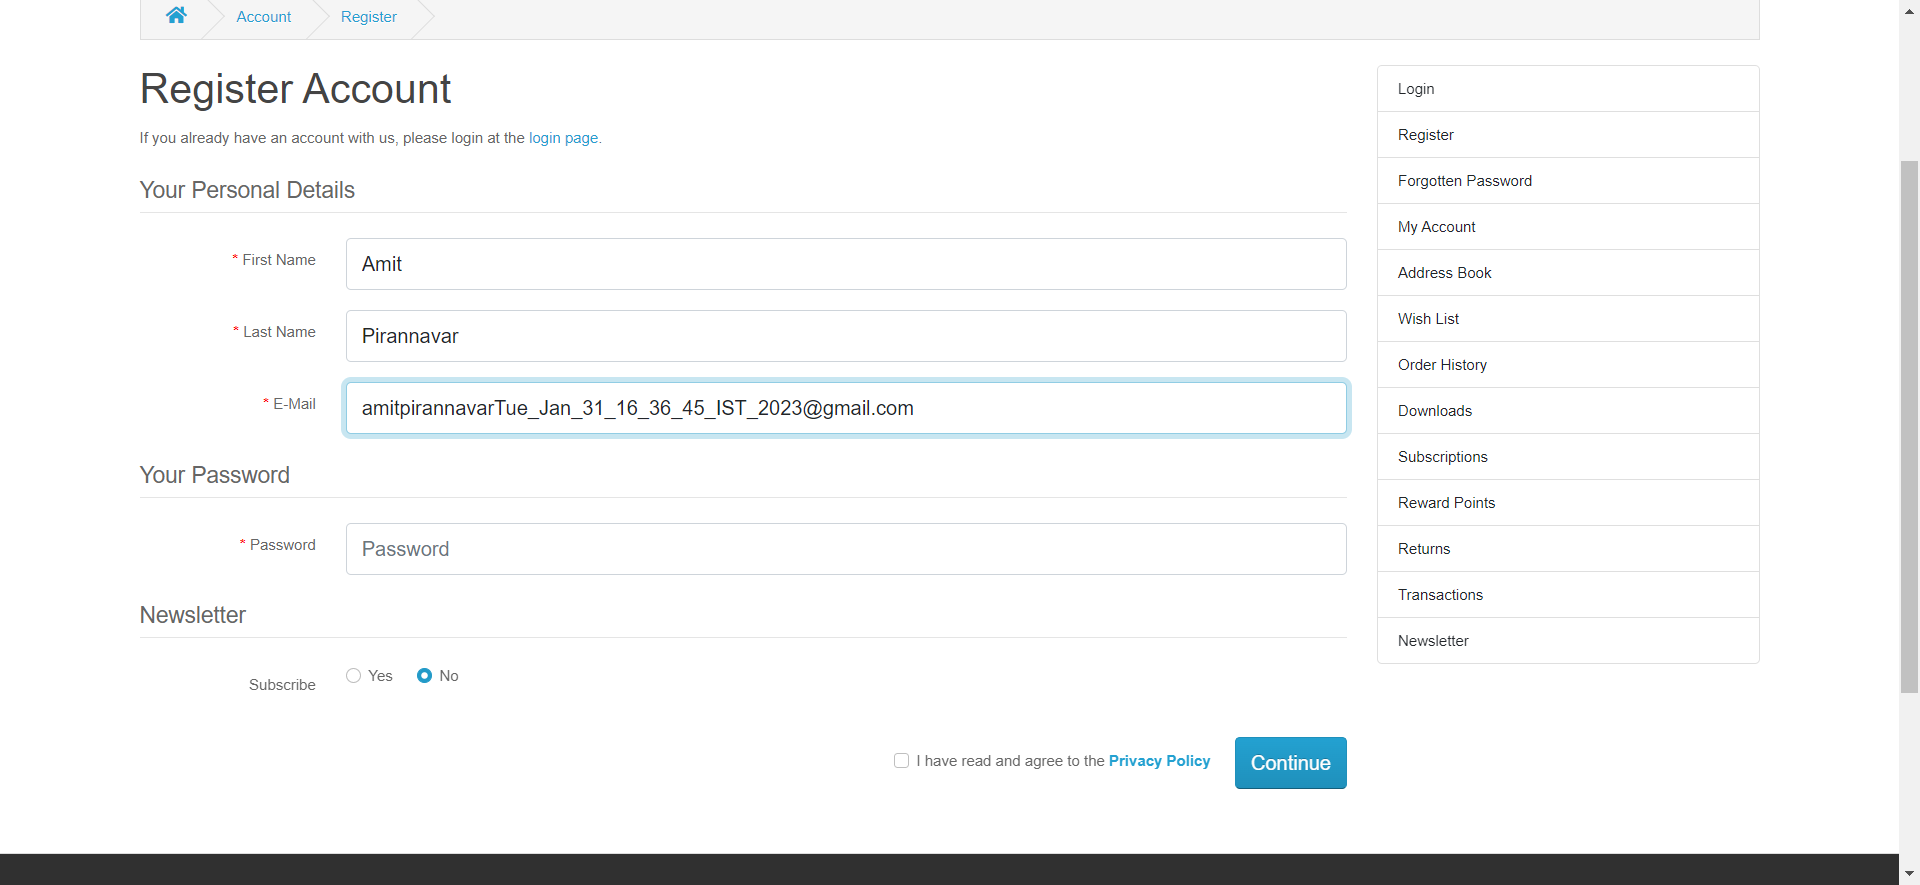 Account
Register
Register Account
If you already have an account with us, please login at the login page.
Your Personal Details
* First Name
Amit
* Last Name
Pirannavar
* E-Mail
amitpirannavarTue_Jan_31_16_36_45_IST_2023@gmail.com
Your Password
* Password
Password
Newsletter
Subscribe
Yes
No
I have read and agree to the Privacy Policy
Continue
Login
Register
Forgotten Password
My Account
Address Book
Wish List
Order History
Downloads
Subscriptions
Reward Points
Returns
Transactions
Newsletter